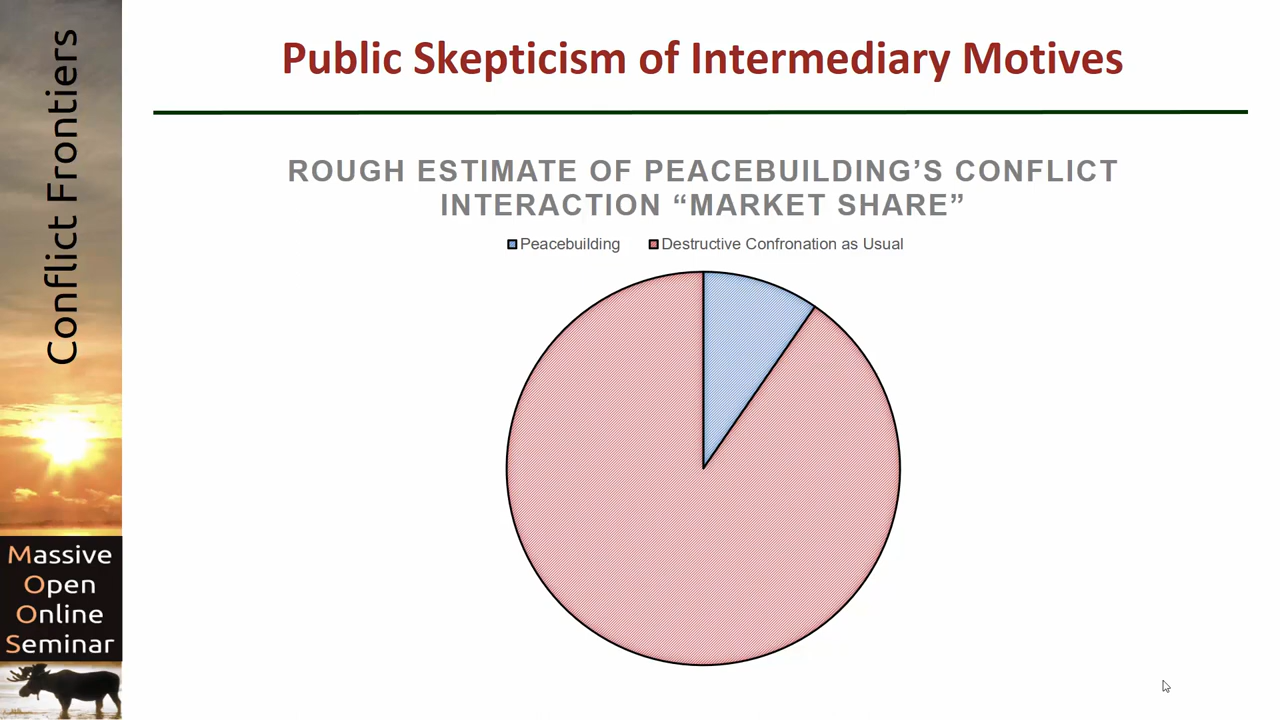 Conflict Frontiers
Massive
Open
Online
Seminar
Public Skepticism of Intermediary Motives
ROUGH ESTIMATE OF PEACEBUILDING’S CONFLICT
INTERACTION “MARKET SHARE”
Peacebuilding Destructive Confronation as Usual